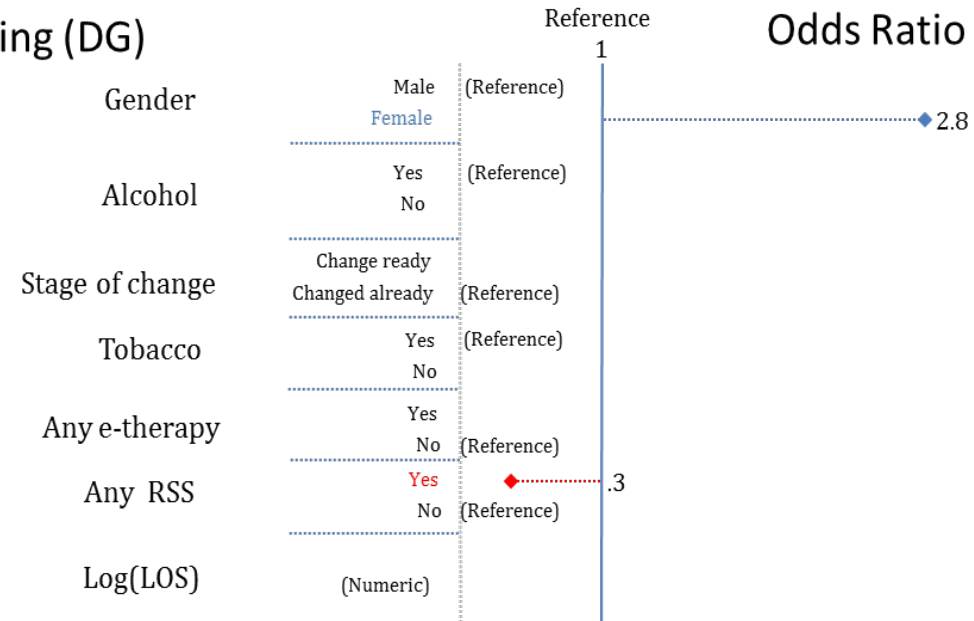 ing (DG)
Reference
1
Odds Ratio
Gender
Male (Reference)
Female
2.8
Alcohol
Yes (Reference)
No
Stage of change
Change ready
Changed already (Reference)
Tobacco
Yes (Reference)
No
Any e-therapy
Yes
No (Reference)
Any RSS
Yes
.3
No (Reference)
Log(LOS)
(Numeric)